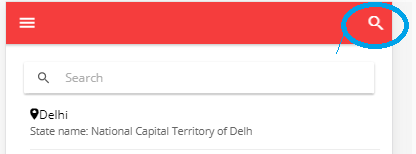 Search
Delhi
State name: National Capital Territory of Delh